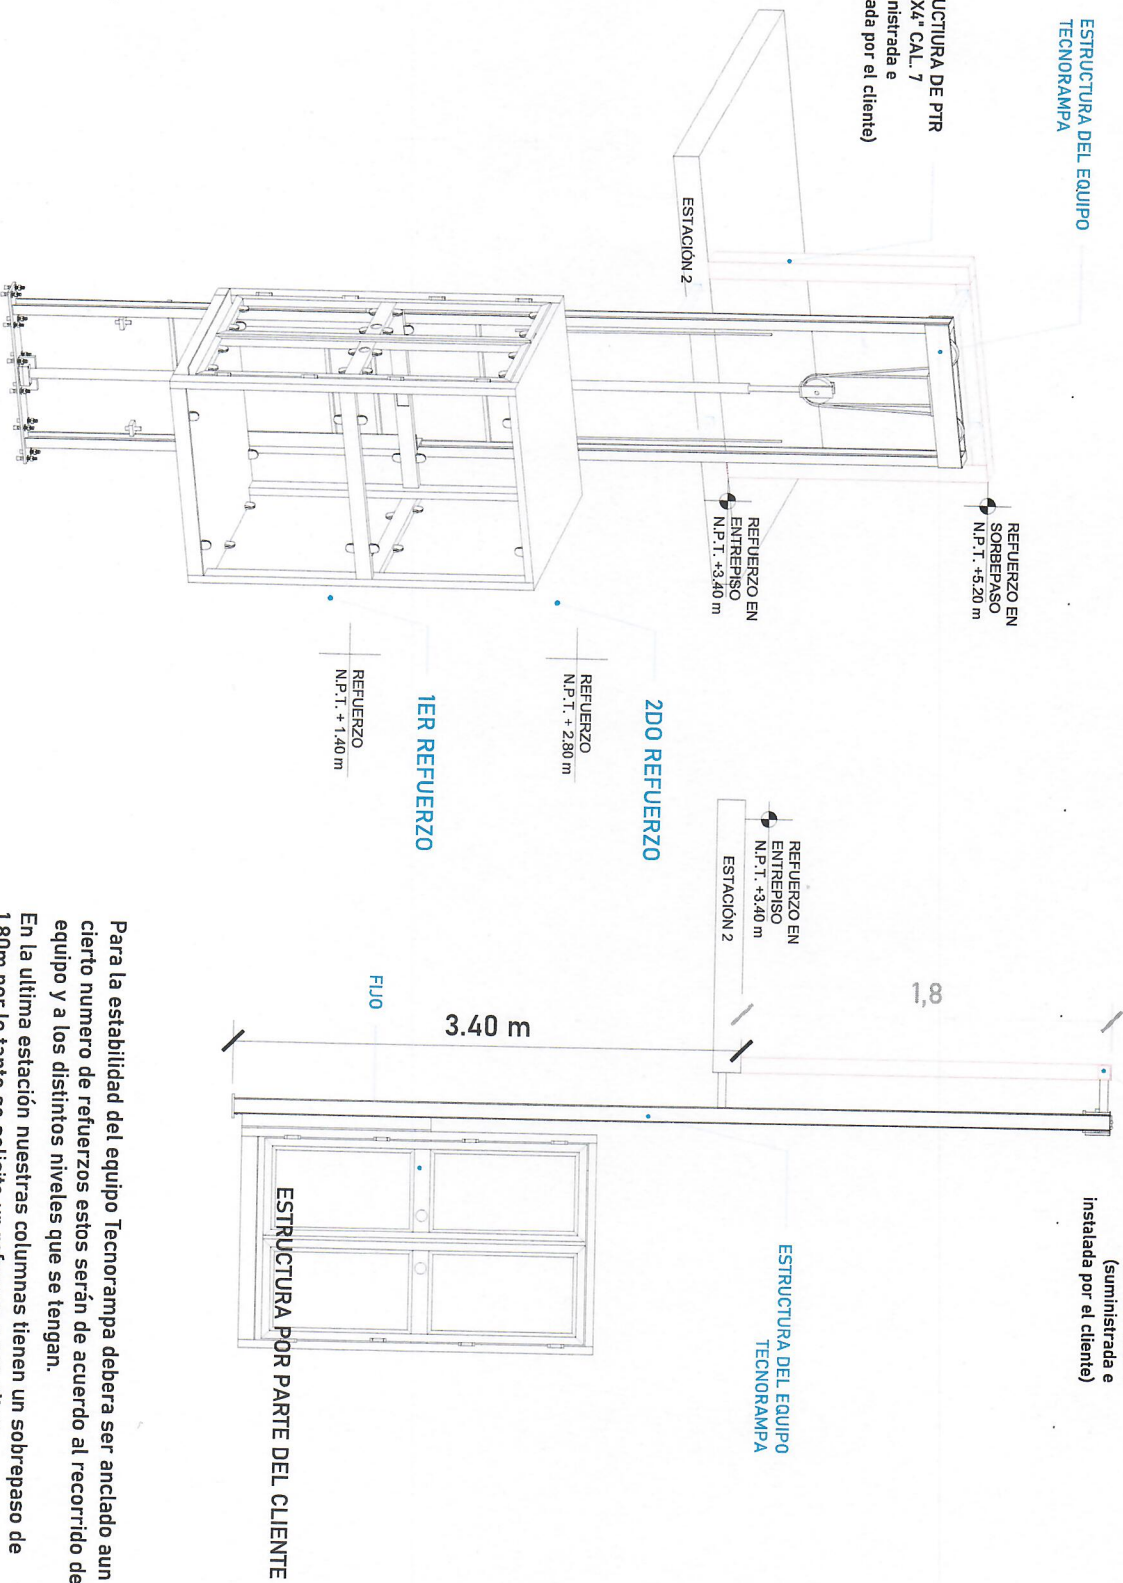 ESTRUCTURA DEL EQUIPO
TECNORAMPA
DE PTR
X4" CAL. 7
e
por el cliente)
ESTACIÓN 2
REFUERZO EN
SORBEPASO
N.P.T. +5.20 m
REFUERZO EN
ENTREPISO
N.P.T. +3.40 m
REFUERZO
N.P.T. + 2.80 m
REFUERZO
N.P.T. + 1.40 m
2DO REFUERZO
1ER REFUERZO
(suministrada e
instalada por el cliente)
1,8
REFUERZO EN
ENTREPISO
N.P.T. +3.40 m
ESTACIÓN 2
3.40 m
FIJO
ESTRUCTURA DEL EQUIPO
TECNORAMPA
ESTRUCTURA POR PARTE DEL CLIENTE
Para la estabilidad del equipo Tecnorampa debera ser anclado aun
cierto numero de refuerzos estos serán de acuerdo al recorrido de
equipo y a los distintos niveles que se tengan.
En la ultima estación nuestras columnas tienen un sobrepaso de